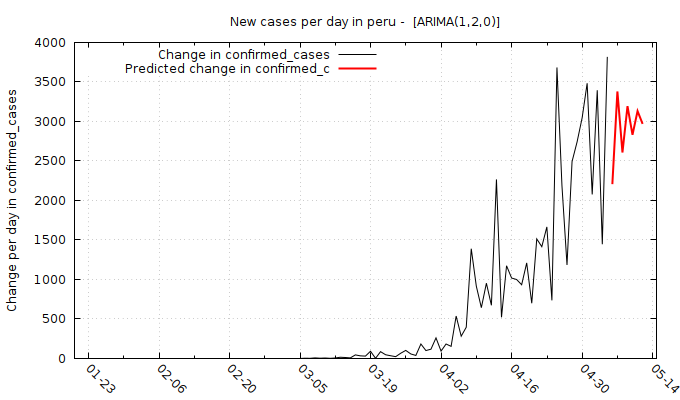 New cases per day in peru -  [ARIMA(1,2,0)]
Change in confirmed_cases
Predicted change in confirmed_c
Change per day in confirmed_cases
4000
3500
3000
2500
2000
1500
1000
500
0
01-23 02-06 02-20 03-05 03-19 04-02 04-16 04-30 05-14